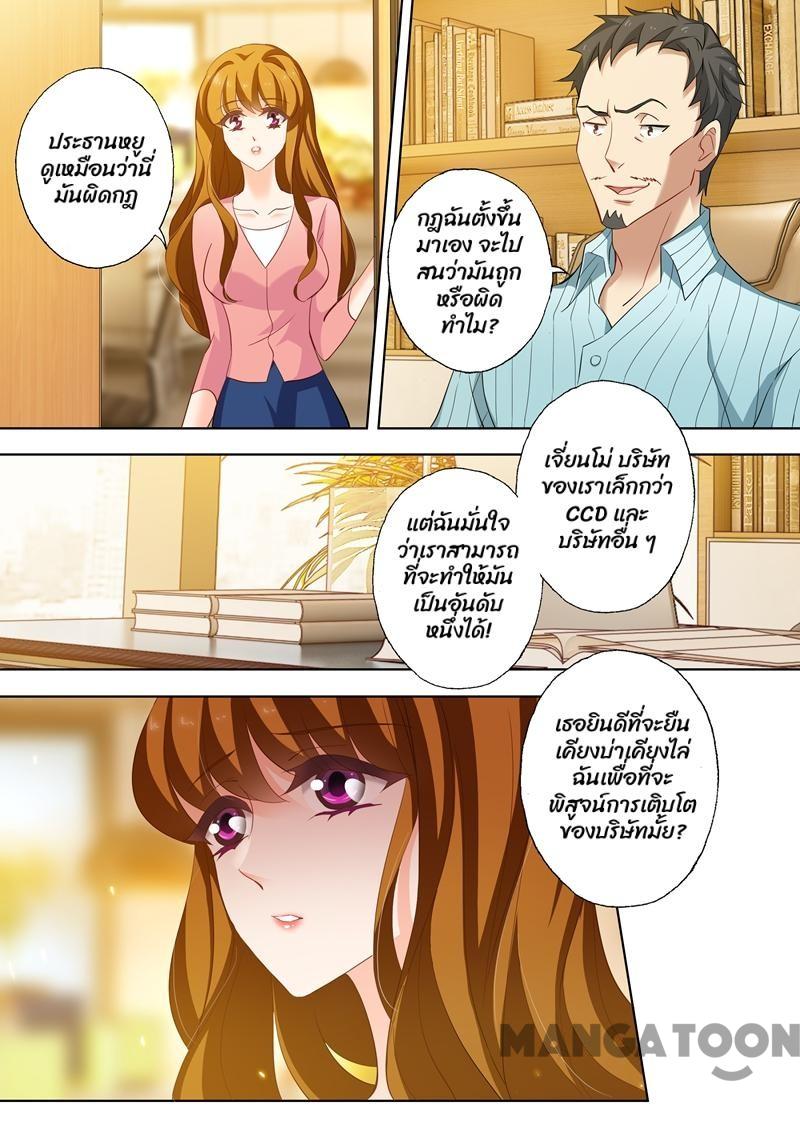 ประธานหยู
ดูเหมือนว่านี่
มันผิดกฎ
กฎฉันตั้งขึ้น
มาเอง จะไป
สนว่ามันถูก
หรือผิด
ทำไม?
EXCHANGE
เจี่ยนโม่ บริษัท
ของเราเล็กกว่า
CCD และ
บริษัทอื่น ๆ
แต่ฉันมั่นใจ
ว่าเราสามารถ
ที่จะทำให้มัน
เป็นอันดับ
หนึ่งได้!
เธอยินดีที่จะยืน
เคียงบ่าเคียงไล่
ฉันเพื่อที่จะ
พิสูจน์การเติบโต
ของบริษัทมั้ย?
MANGATOON